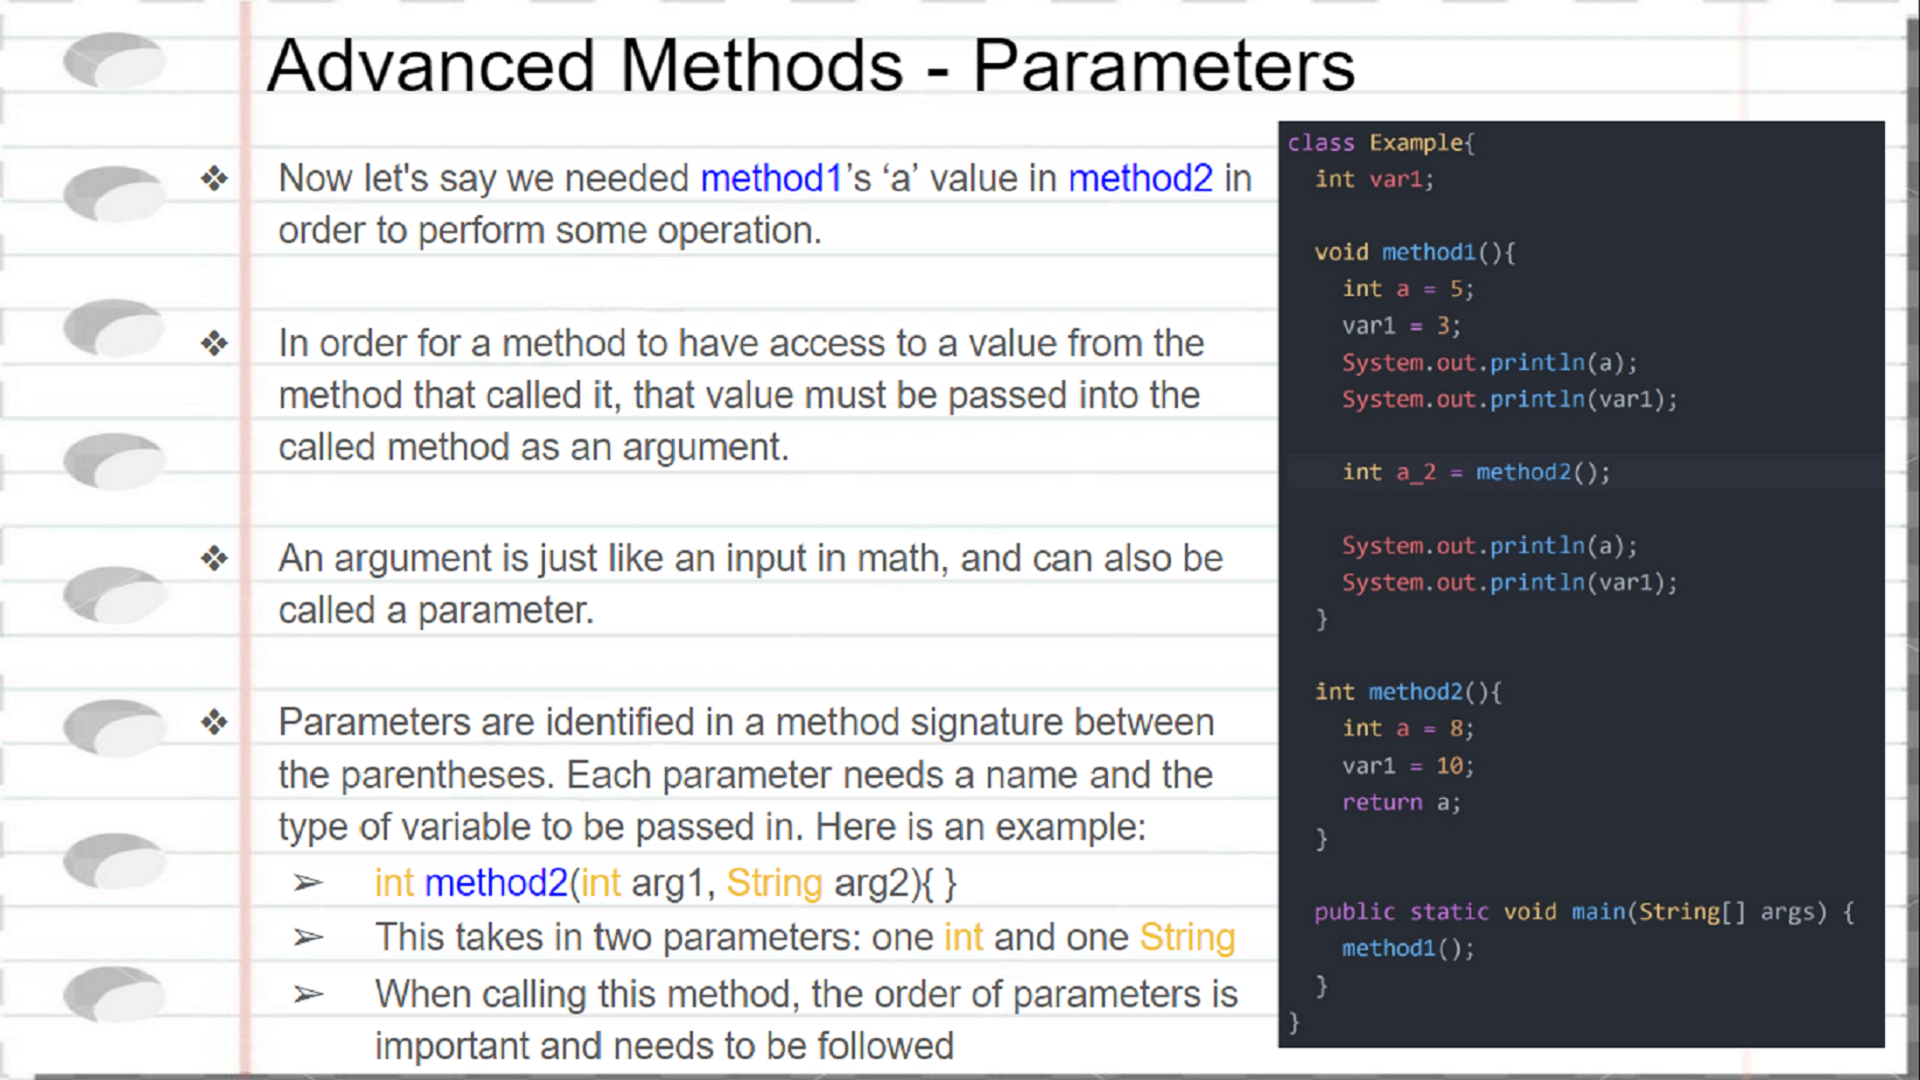 Advanced Methods - Parameters
❖ Now let's say we needed method1’s ‘a’ value in method2 in
order to perform some operation.
❖ In order for a method to have access to a value from the
method that called it, that value must be passed into the
called method as an argument.
❖ An argument is just like an input in math, and can also be
called a parameter.
❖ Parameters are identified in a method signature between
the parentheses. Each parameter needs a name and the
type of variable to be passed in. Here is an example:
➢ int method2(int arg1, String arg2){ }
➢ This takes in two parameters: one int and one String
➢ When calling this method, the order of parameters is
important and needs to be followed
class Example{
int var1;
void method1(){
int a = 5;
var1 = 3;
System.out.println(a);
System.out.println(var1);
int a_2 = method2();
System.out.println(a);
System.out.println(var1);
}
int method2(){
int a = 8;
var1 = 10;
return a;
}
public static void main(String[] args) {
method1();
}
}